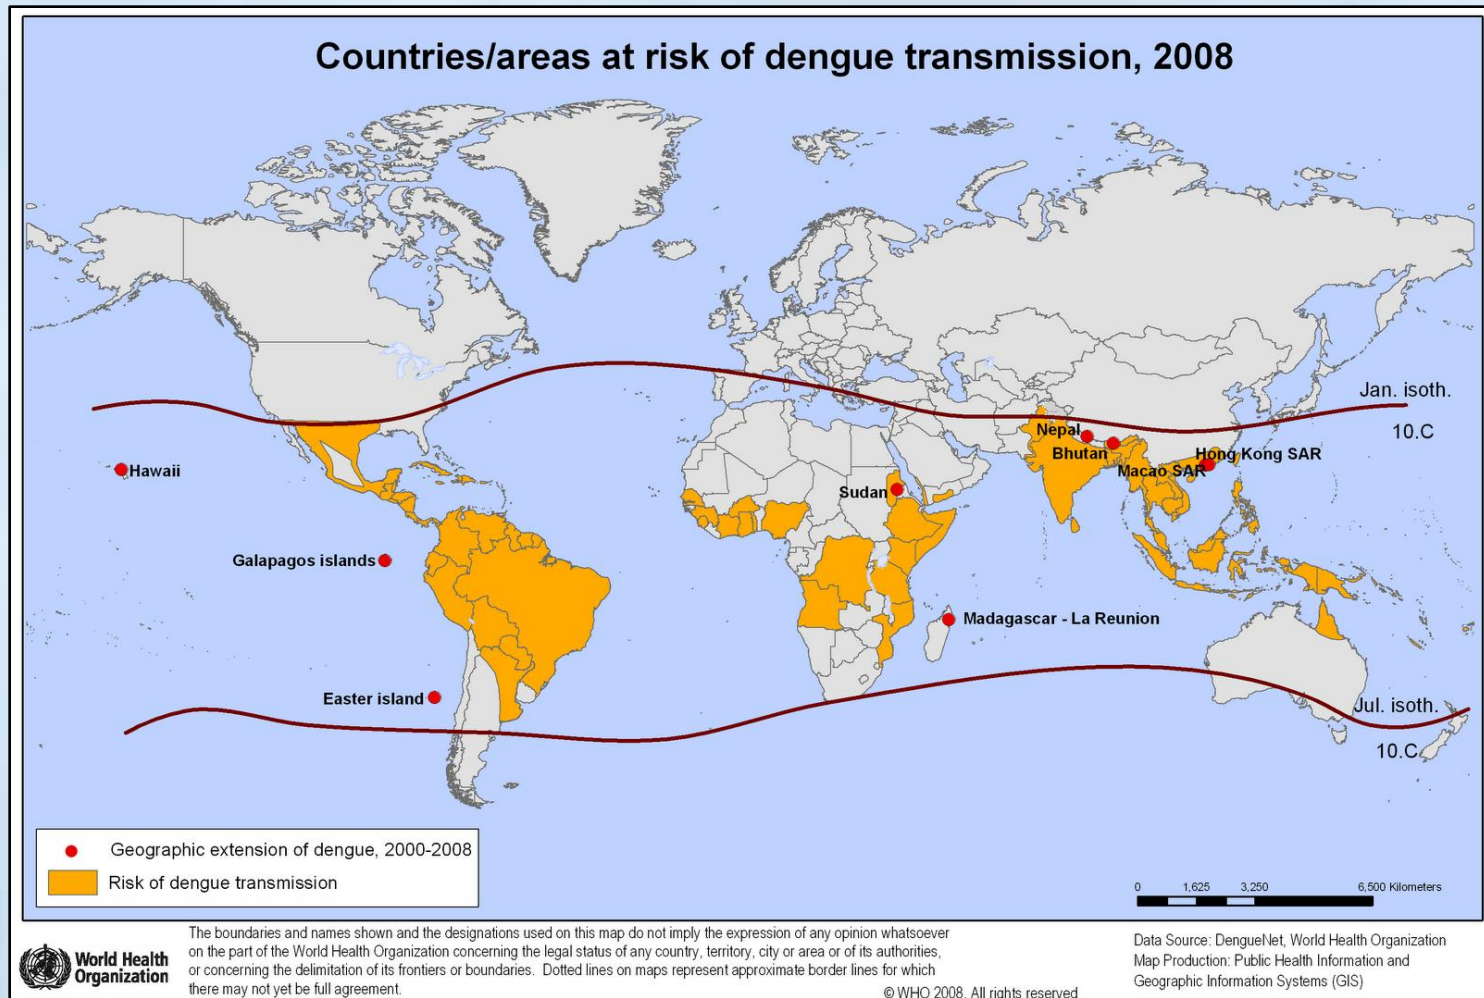 Countries/areas at risk of dengue transmission, 2008
Jan. isoth.
10.C
Nepal
Bhutan
Hong Kong SAR
Macao SAR
Hawaii
Sudan
Galapagos islands
Madagascar - La Reunion
Easter island
Jul. isoth.
10.C
Geographic extension of dengue, 2000-2008
Risk of dengue transmission
0 1,625 3,250 6,500 Kilometers
World Health
Organization
The boundaries and names shown and the designations used on this map do not imply the expression of any opinion whatsoever
on the part of the World Health Organization concerning the legal status of any country, territory, city or area or of its authorities,
or concerning the delimitation of its frontiers or boundaries. Dotted lines on maps represent approximate border lines for which
there may not yet be full agreement.
© WHO 2008. All rights reserved
Data Source: DengueNet, World Health Organization
Map Production: Public Health Information and
Geographic Information Systems (GIS)